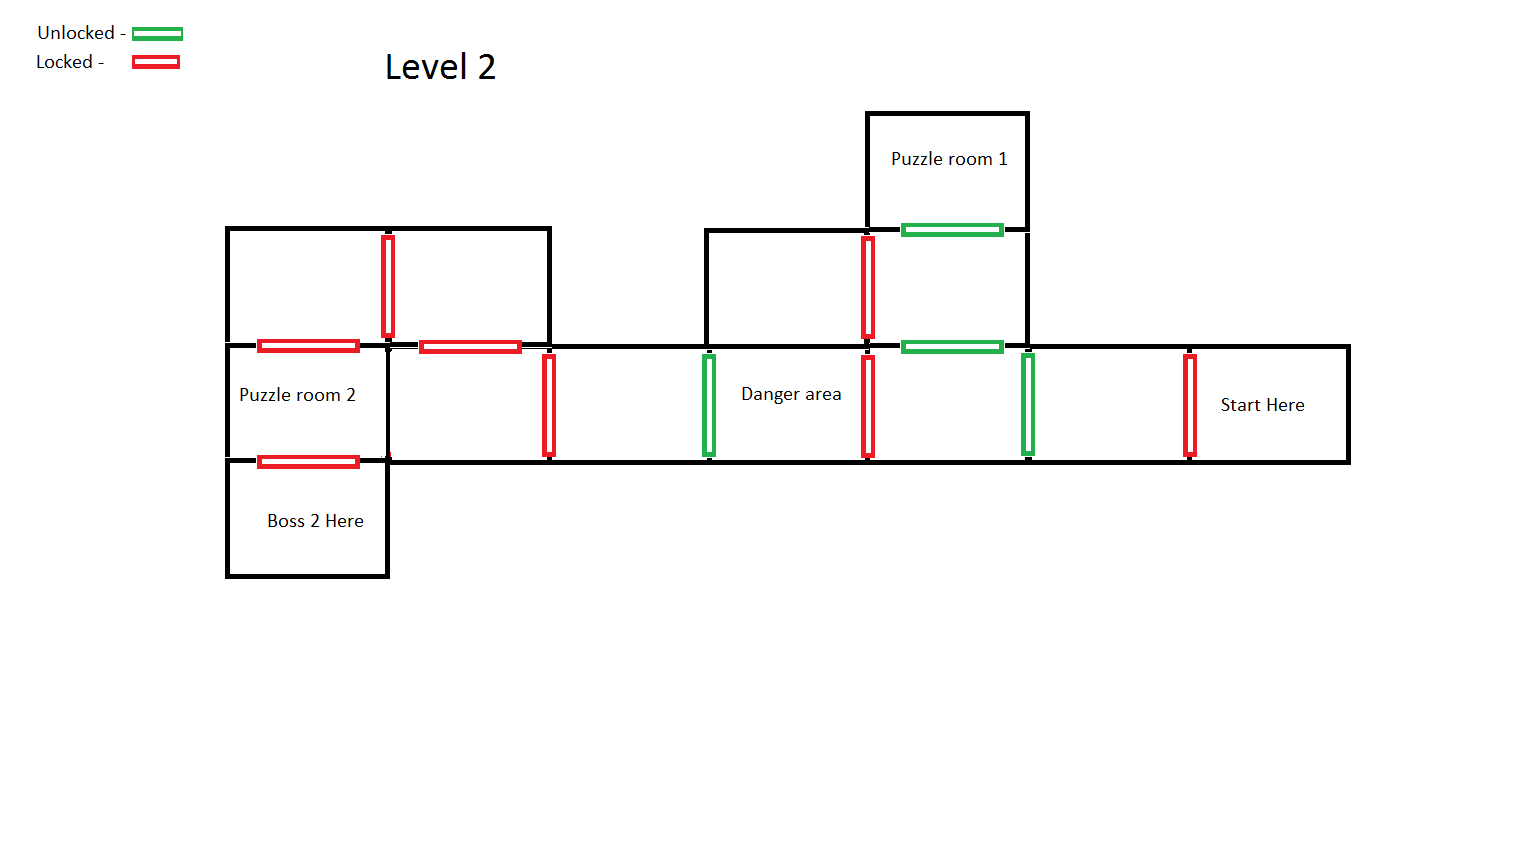 Unlocked -
Locked -
Level 2
Puzzle room 1
Puzzle room 2
Danger area
Start Here
Boss 2 Here